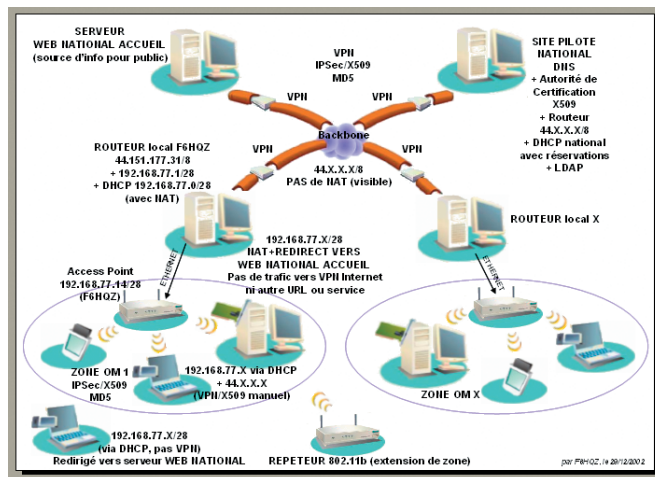 SERVEUR
WEB NATIONAL ACCUEIL
(source d'info pour public)
VPN
IPSec/X509
MD5
SITE PILOTE
NATIONAL
DNS
+ Autorité de
Certification
X509
+ Routeur
44.X.X.X/8
+ DHCP national
avec réservations
+ LDAP
VPN
VPN
Backbone
VPN
VPN
ROUTEUR local F6HQZ
44.151.177.31/8
+ 192.168.77.1/28
+ DHCP 192.168.77.0/28
(avec NAT)
44.X.X.X/8
PAS de NAT (visible)
ROUTEUR local X
192.168.77.X/28
NAT+REDIRECT VERS
WEB NATIONAL ACCUEIL
Pas de trafic vers VPN Internet
ni autre URL ou service
ETHERNET
ETHERNET
Access Point
192.168.77.14/28
(F6HQZ)
ZONE OM 1
IPSec/X509
MD5
192.168.77.X via DHCP
+ 44.X.X.X
(VPN/X509 manuel)
ZONE OM X
192.168.77.X/28
(via DHCP, pas VPN)
Redirigé vers serveur WEB NATIONAL
REPETEUR 802.11b (extension de zone)
par F6HQZ, le 29/12/2002